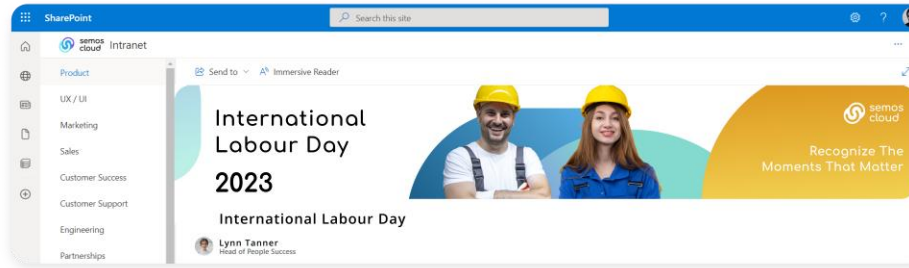 SharePoint
Search this site
?
semos
cloud
Intranet
...
Product
UX / UI
Marketing
Sales
Customer Success
Customer Support
Engineering
Partnerships
Send to
Immersive Reader
International
Labour Day
2023
semos
cloud
Recognize The
Moments That Matter
International Labour Day
Lynn Tanner
Head of People Success